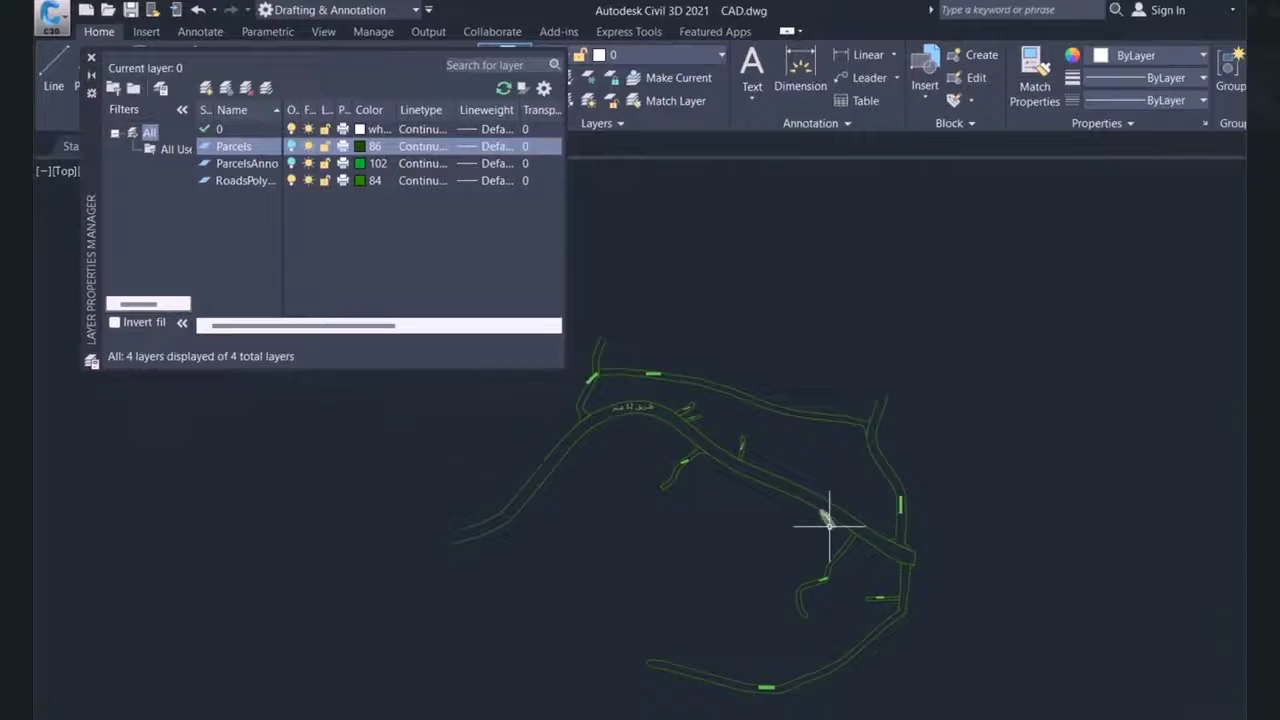 Drafting & Annotation
Autodesk Civil 3D 2021 CAD.dwg
Type a keyword or phrase
Sign In
C3D
Home Insert Annotate Parametric View Manage Output Collaborate Add-ins Express Tools Featured Apps
Line
Current layer: 0
Search for layer
0
Make Current
Match Layer
Layers
Text
Dimension
Linear
Leader
Table
Annotation
Insert
Create
Edit
Block
Match
Properties
ByLayer
ByLayer
ByLayer
Properties
Group
Group
Filters
S.. Name O. F.. L... P.. Color Linetype Lineweight Transp...
All
All Use
0 wh... Continu... Defa... 0
Parcels 86 Continu... Defa... 0
ParcelsAnno 102 Continu... Defa... 0
RoadsPoly... 84 Continu... Defa... 0
Sta
[−][Top]
LAYER PROPERTIES MANAGER
Invert fil
All: 4 layers displayed of 4 total layers